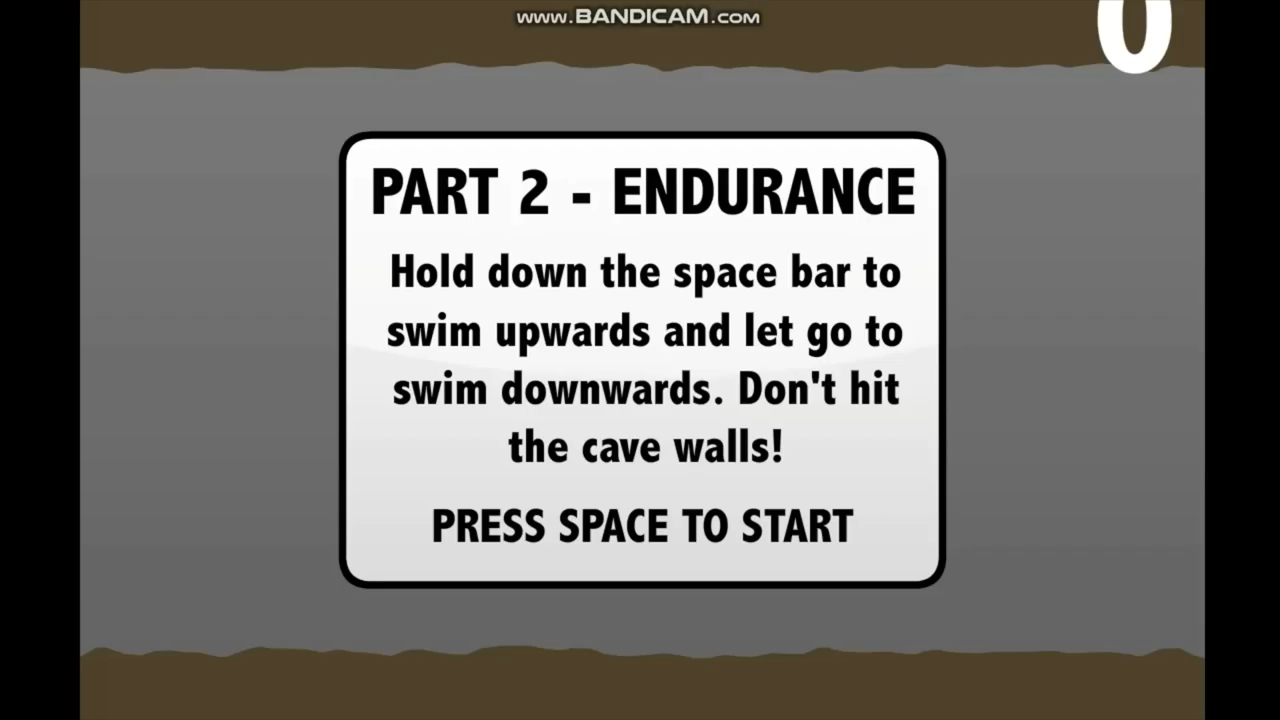 www.BANDICAM.com
0
PART 2 - ENDURANCE
Hold down the space bar to
swim upwards and let go to
swim downwards. Don't hit
the cave walls!
PRESS SPACE TO START